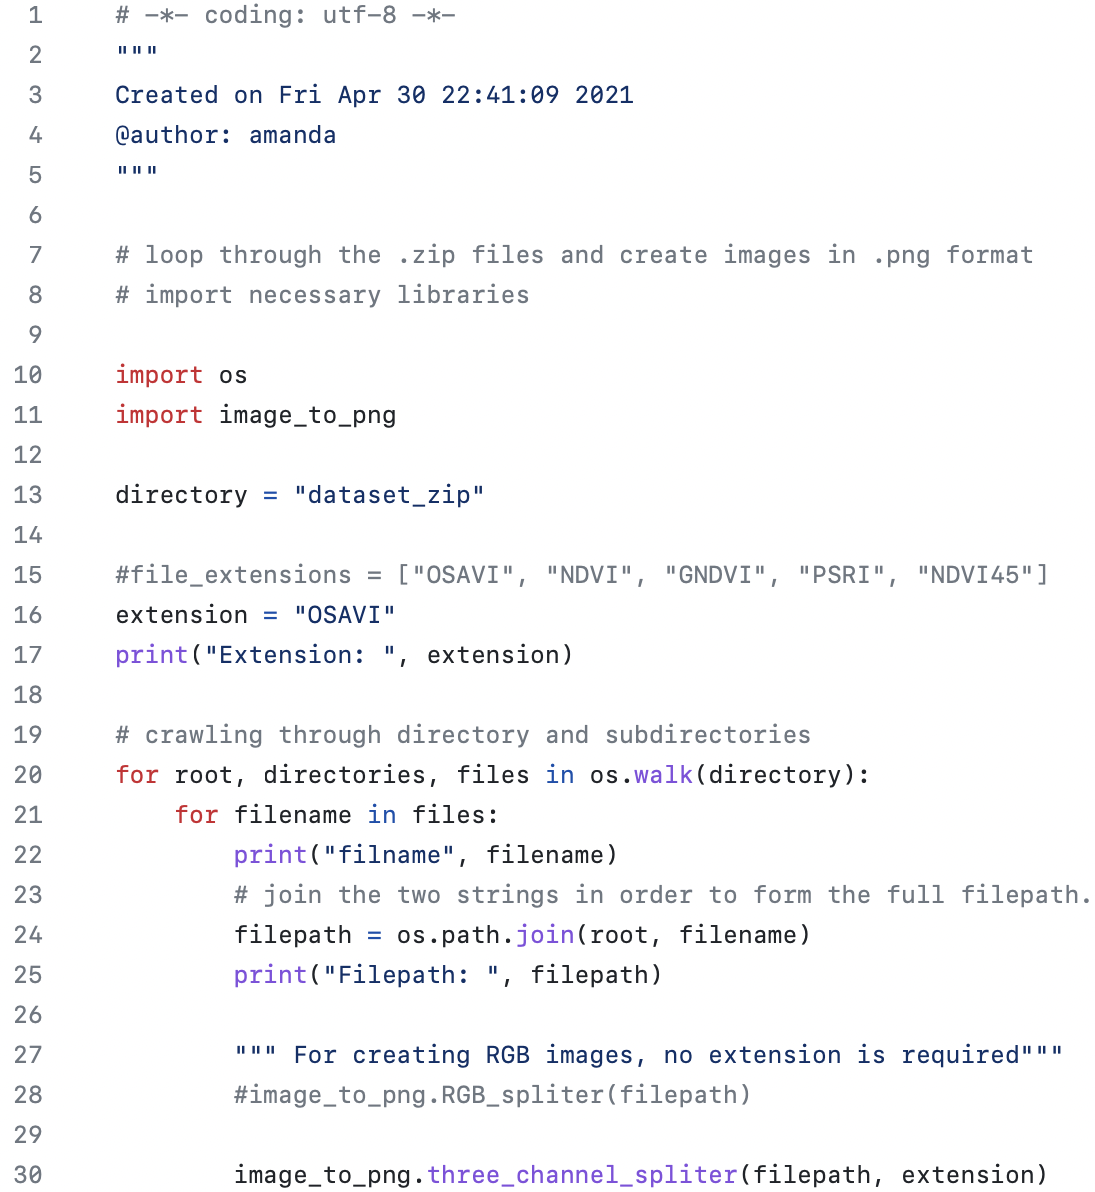 1 # -*- coding: utf-8 -*-
2 """
3 Created on Fri Apr 30 22:41:09 2021
4 @author: amanda
5 """
6
7 # loop through the .zip files and create images in .png format
8 # import necessary libraries
9
10 import os
11 import image_to_png
12
13 directory = "dataset_zip"
14
15 #file_extensions = ["OSAVI", "NDVI", "GNDVI", "PSRI", "NDVI45"]
16 extension = "OSAVI"
17 print("Extension: ", extension)
18
19 # crawling through directory and subdirectories
20 for root, directories, files in os.walk(directory):
21     for filename in files:
22         print("filname", filename)
23         # join the two strings in order to form the full filepath.
24         filepath = os.path.join(root, filename)
25         print("Filepath: ", filepath)
26
27         """ For creating RGB images, no extension is required"""
28         #image_to_png.RGB_spliter(filepath)
29
30         image_to_png.three_channel_spliter(filepath, extension)